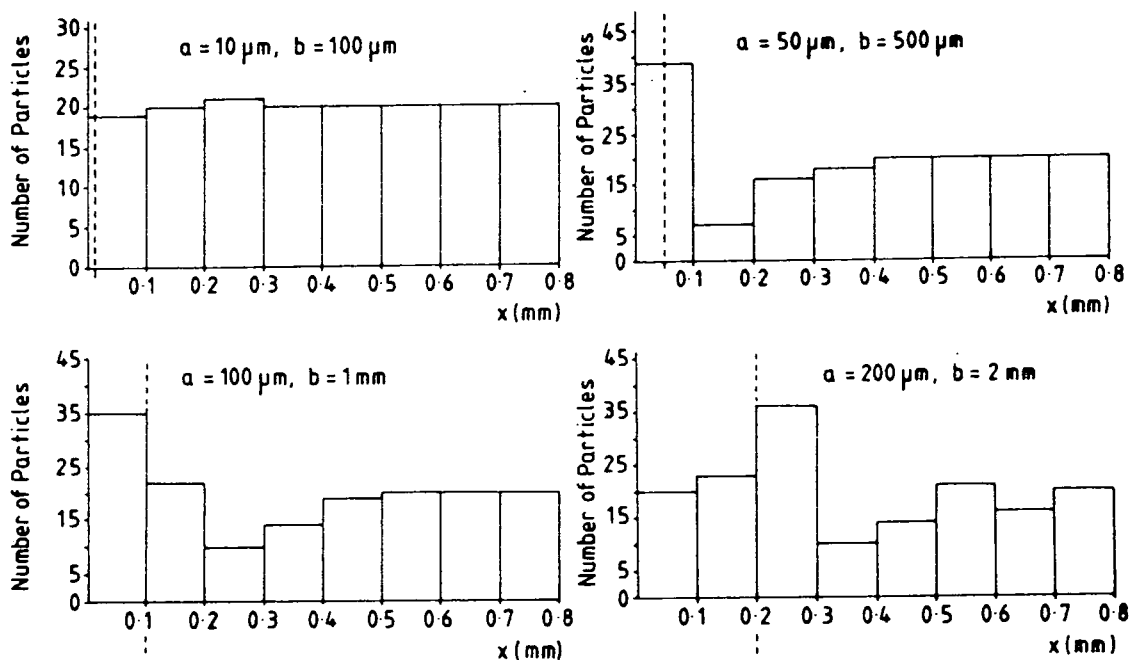 a = 10 µm, b = 100 µm
Number of Particles
30
25
20
15
10
5
0
0·1 0·2 0·3 0·4 0·5 0·6 0·7 0·8
x (mm)
a = 50 µm, b = 500 µm
Number of Particles
45
35
25
15
5
0
0·1 0·2 0·3 0·4 0·5 0·6 0·7 0·8
x (mm)
a = 100 µm, b = 1 mm
Number of Particles
45
35
25
15
5
0
0·1 0·2 0·3 0·4 0·5 0·6 0·7 0·8
x (mm)
a = 200 µm, b = 2 mm
Number of Particles
45
35
25
15
5
0
0·1 0·2 0·3 0·4 0·5 0·6 0·7 0·8
x (mm)